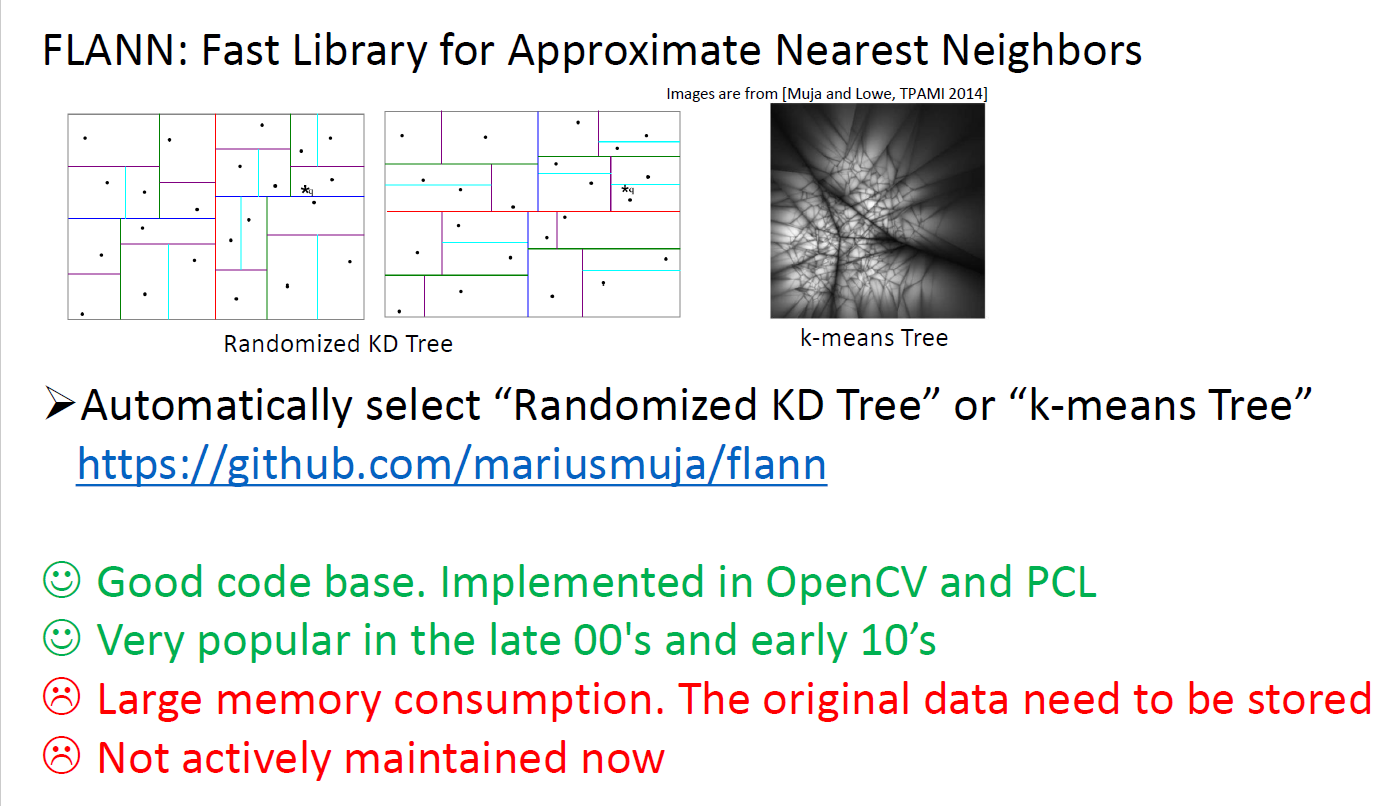 FLANN: Fast Library for Approximate Nearest Neighbors
Images are from [Muja and Lowe, TPAMI 2014]
*q
*q
Randomized KD Tree
k-means Tree
➢Automatically select “Randomized KD Tree” or “k-means Tree”
https://github.com/mariusmuja/flann
☺ Good code base. Implemented in OpenCV and PCL
☺ Very popular in the late 00's and early 10’s
☹ Large memory consumption. The original data need to be stored
☹ Not actively maintained now